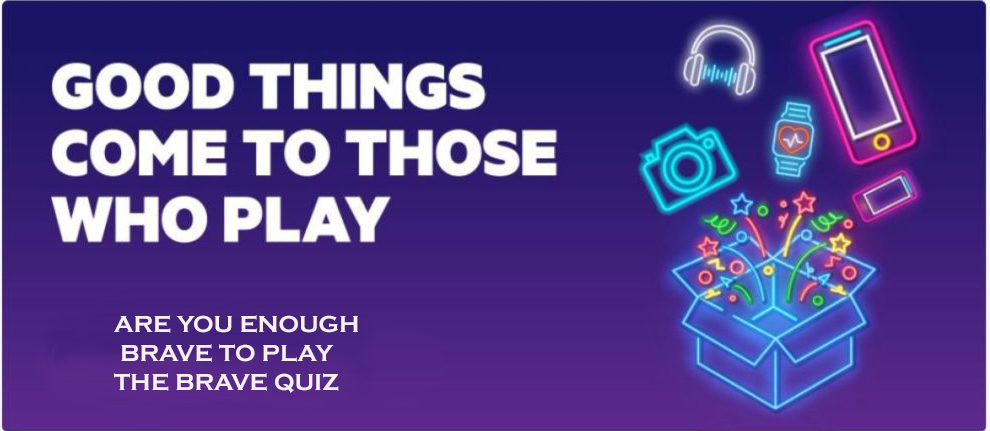 GOOD THINGS
COME TO THOSE
WHO PLAY
ARE YOU ENOUGH
BRAVE TO PLAY
THE BRAVE QUIZ